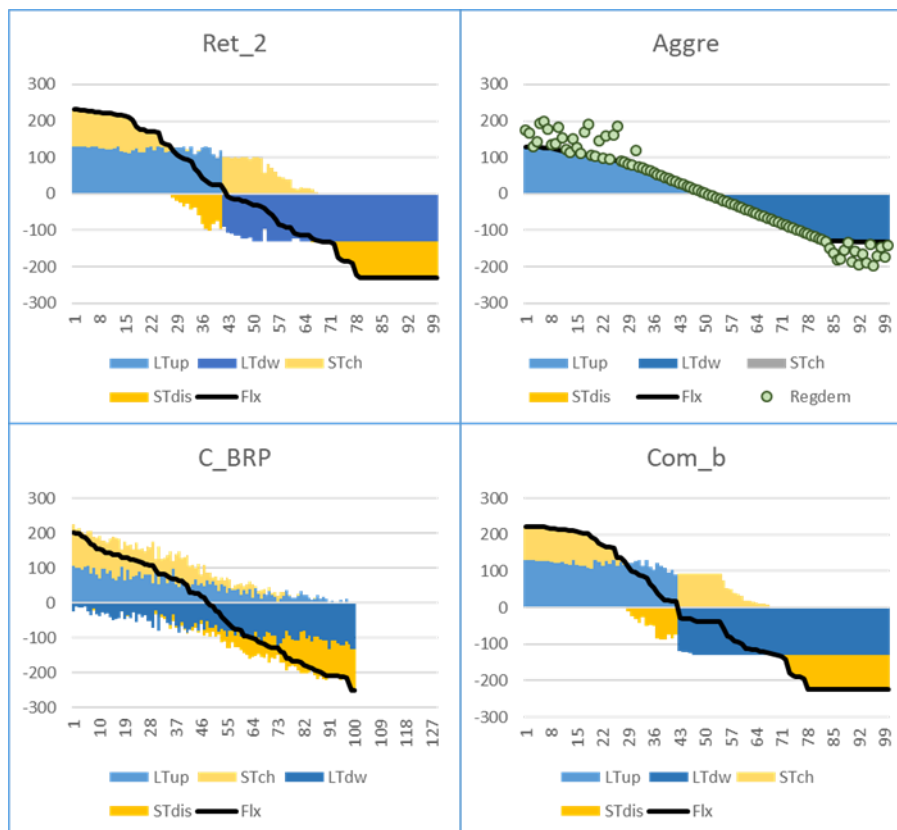 Ret_2
300
200
100
0
-100
-200
-300
1 8 15 22 29 36 43 50 57 64 71 78 85 92 99
LTup LTdw STch
STdis Flx
Aggre
300
200
100
0
-100
-200
-300
1 8 15 22 29 36 43 50 57 64 71 78 85 92 99
LTup LTdw STch
STdis Flx Regdem
C_BRP
300
200
100
0
-100
-200
-300
1 10 19 28 37 46 55 64 73 82 91 100 109 118 127
LTup STch LTdw
STdis Flx
Com_b
300
200
100
0
-100
-200
-300
1 8 15 22 29 36 43 50 57 64 71 78 85 92 99
LTup LTdw STch
STdis Flx